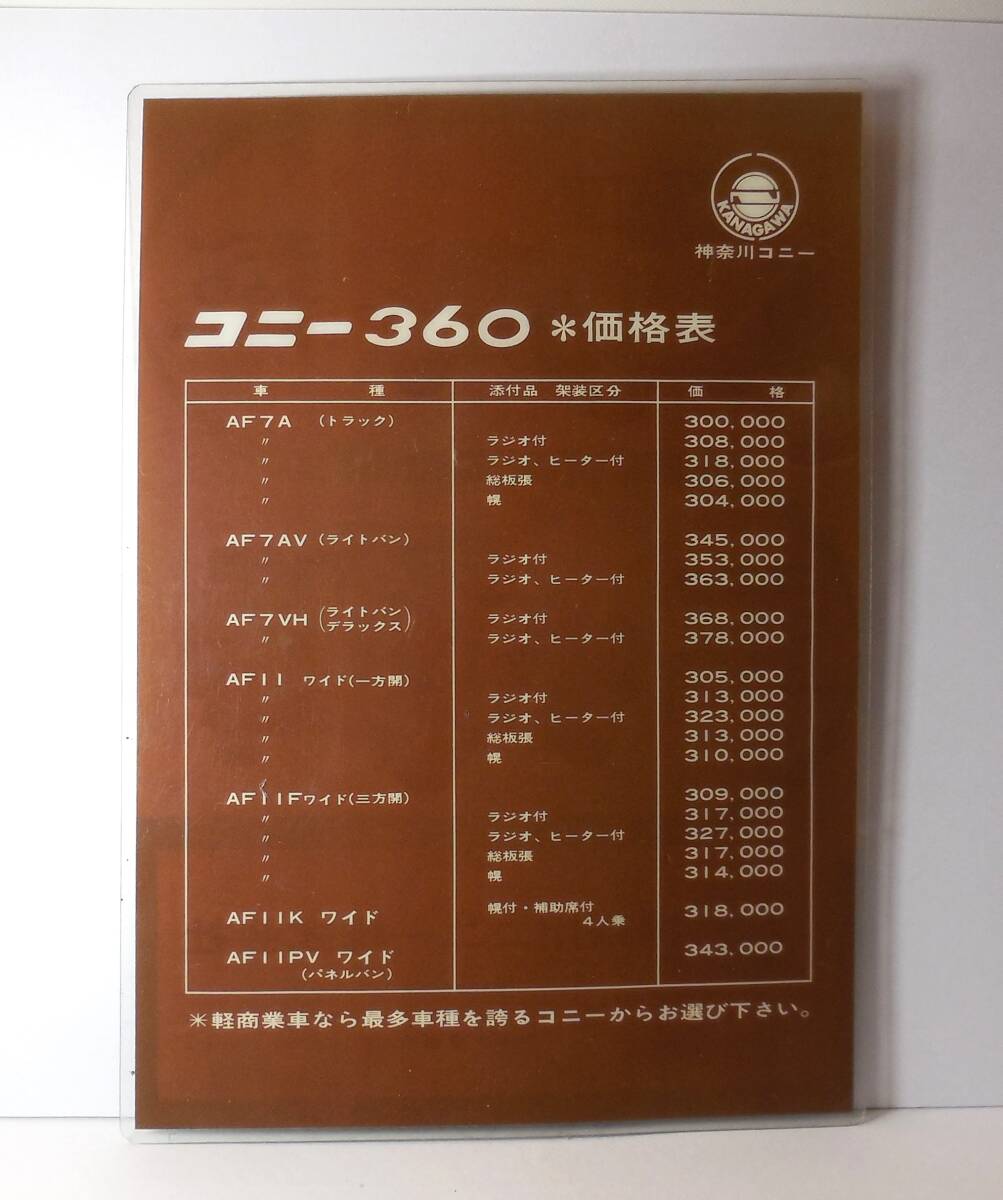 KANAGAWA
神奈川コニー
コニー360 *価格表
車 種 添付品 架装区分 価 格
AF7A (トラック) 300,000
〃 ラジオ付 308,000
〃 ラジオ、ヒーター付 318,000
〃 総板張 306,000
〃 幌 304,000
AF7AV (ライトバン) 345,000
〃 ラジオ付 353,000
〃 ラジオ、ヒーター付 363,000
AF7VH (ライトバン デラックス) ラジオ付 368,000
〃 ラジオ、ヒーター付 378,000
AF11 ワイド(一方開) 305,000
〃 ラジオ付 313,000
〃 ラジオ、ヒーター付 323,000
〃 総板張 313,000
〃 幌 310,000
AF11Fワイド(三方開) 309,000
〃 ラジオ付 317,000
〃 ラジオ、ヒーター付 327,000
〃 総板張 317,000
〃 幌 314,000
AF11K ワイド 幌付・補助席付 318,000
4人乗
AF11PV ワイド 343,000
(パネルバン)
*軽商業車なら最多車種を誇るコニーからお選び下さい。